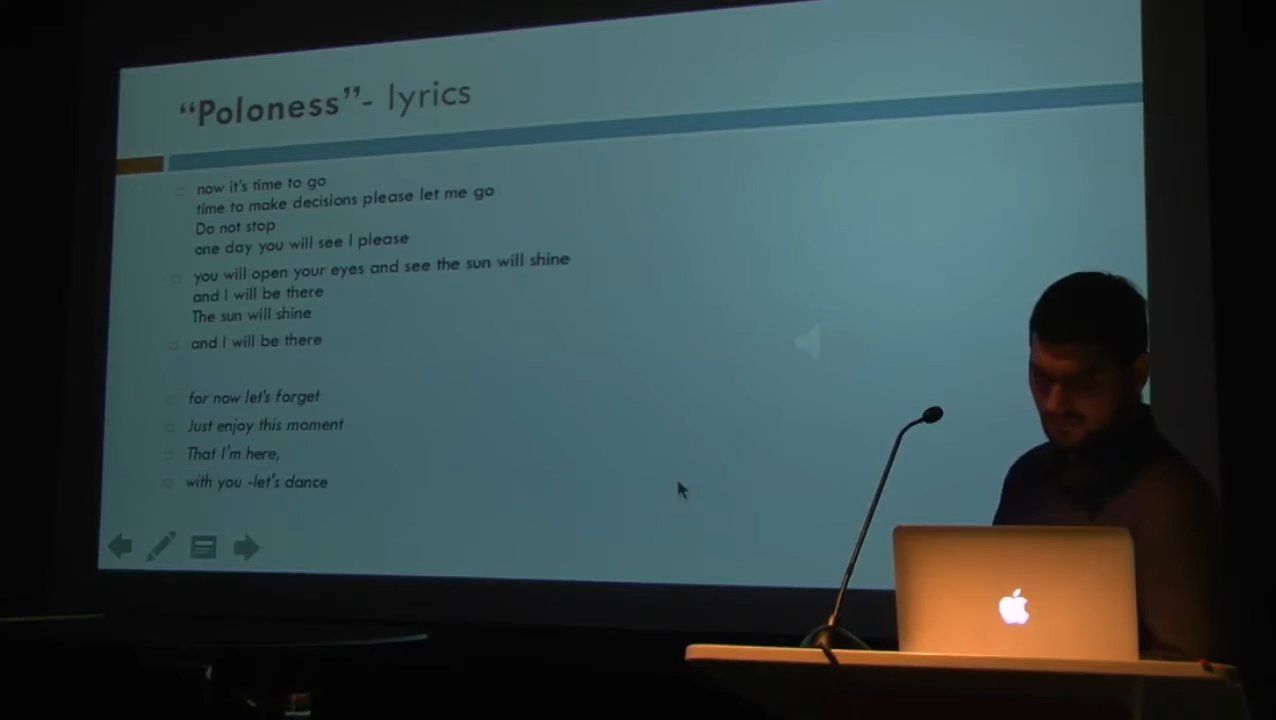 “Poloness”- lyrics
now it's time to go
time to make decisions please let me go
Do not stop
one day you will see I please
you will open your eyes and see the sun will shine
and I will be there
The sun will shine
and I will be there
for now let's forget
Just enjoy this moment
That I'm here,
with you -let's dance